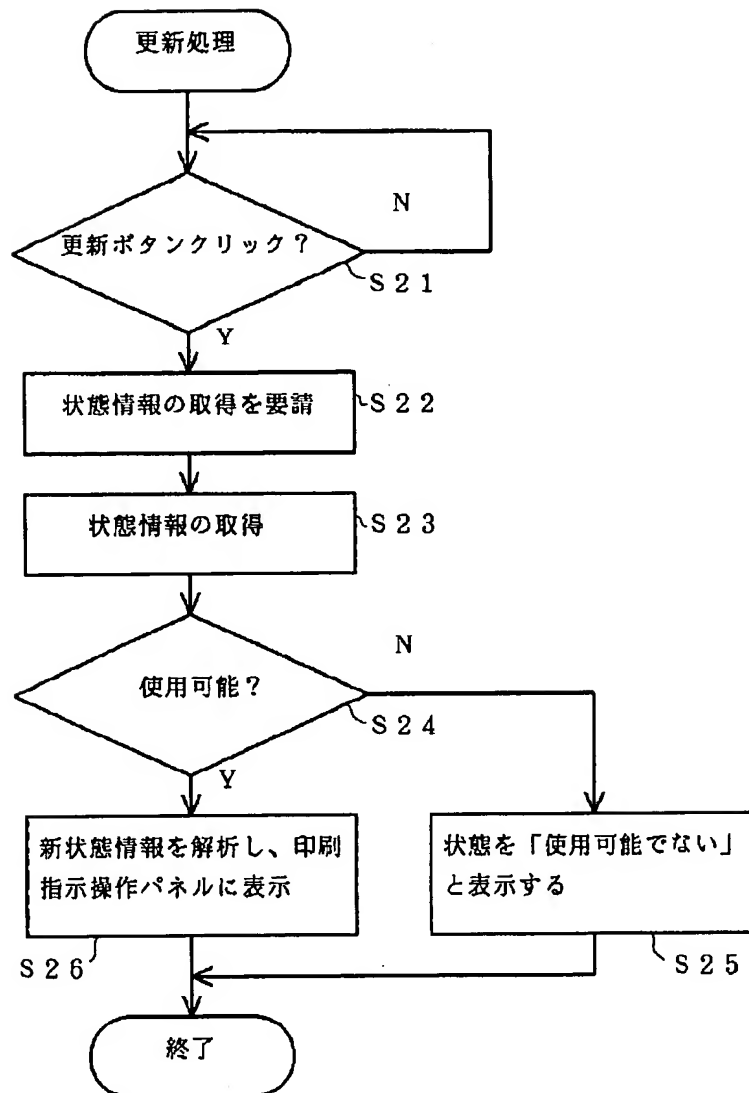 更新処理
N
更新ボタンクリック？
S21
Y
状態情報の取得を要請
S22
状態情報の取得
S23
N
使用可能？
S24
Y
新状態情報を解析し、印刷
指示操作パネルに表示
S26
状態を「使用可能でない」
と表示する
S25
終了